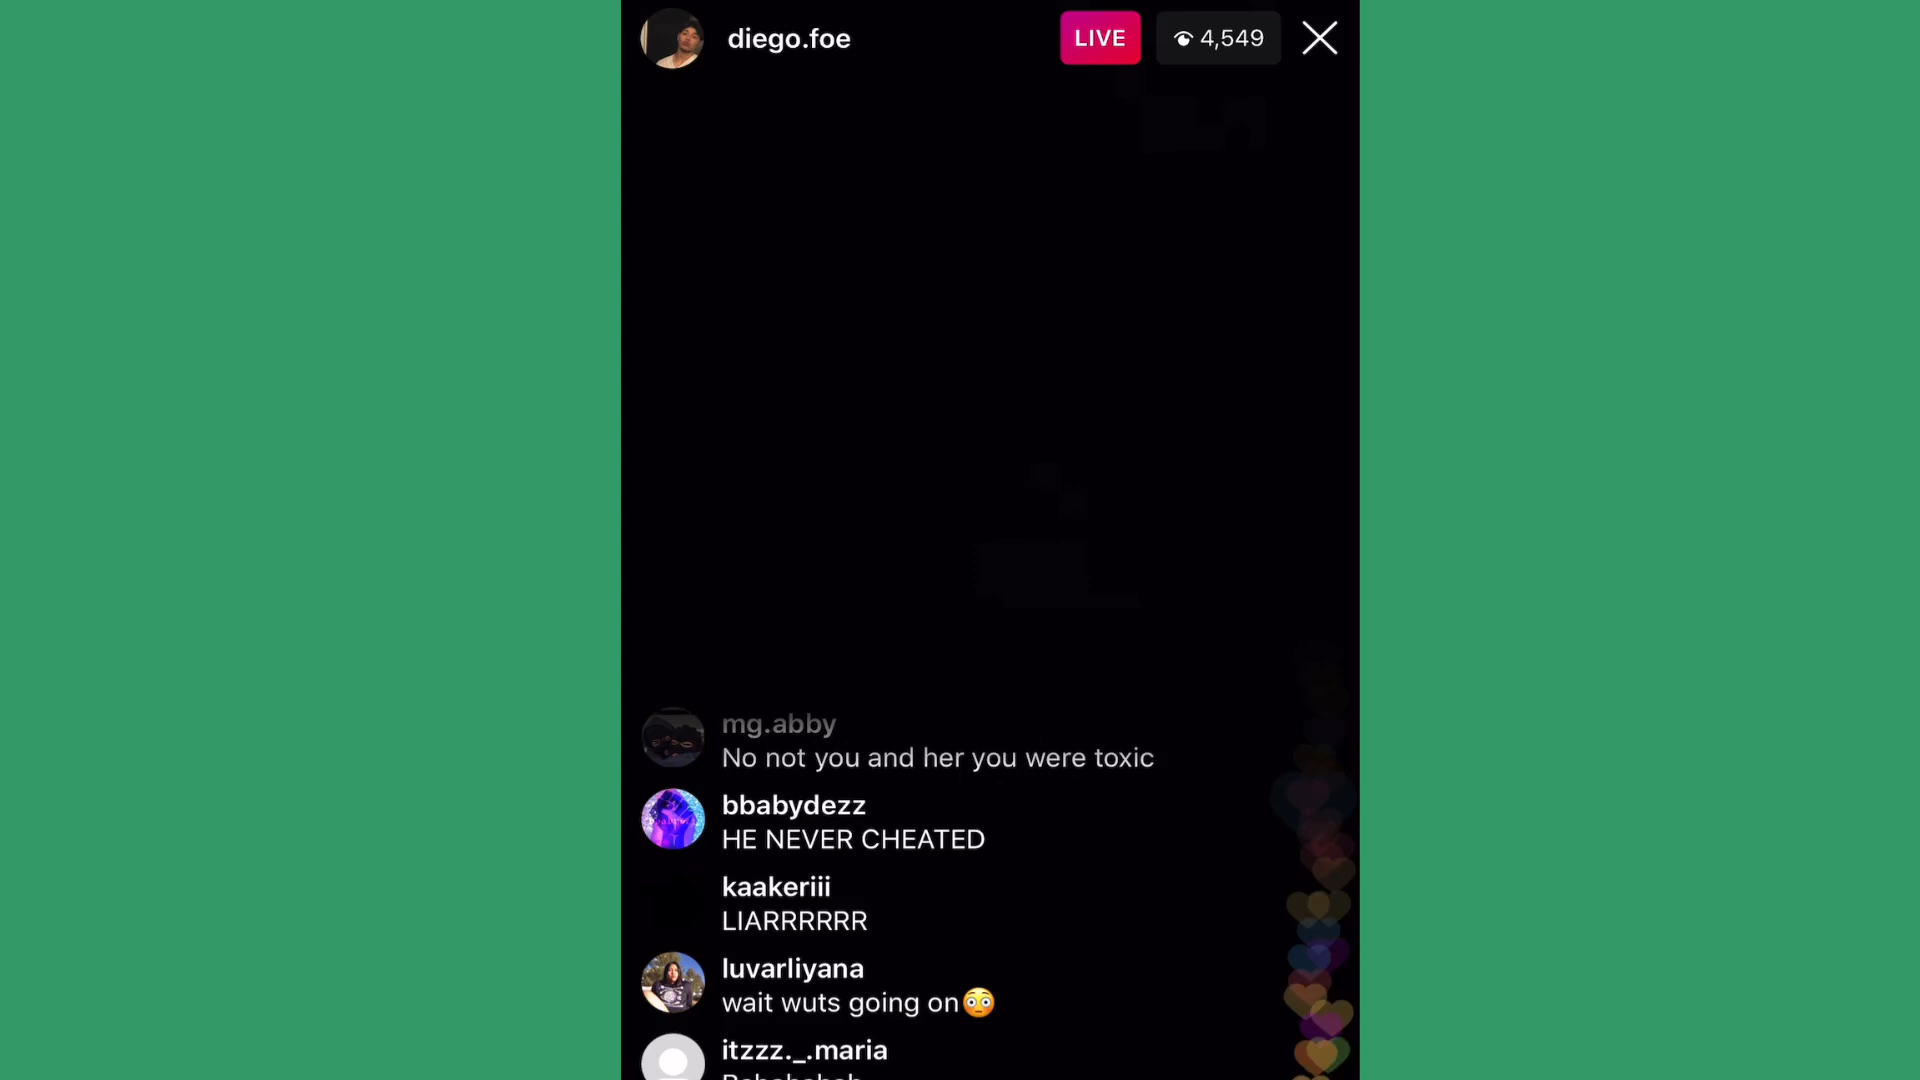 diego.foe
LIVE
4,549
mg.abby
No not you and her you were toxic
bbabydezz
HE NEVER CHEATED
kaakeriii
LIARRRRRR
luvarliyana
wait wuts going on😳
itzzz._.maria